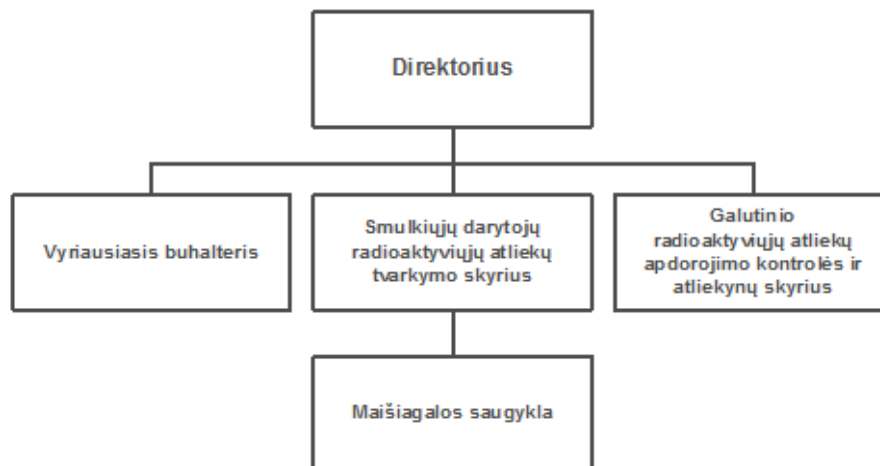 Direktorius
Vyriausiasis buhalteris
Smulkiųjų darytojų
radioaktyviųjų atliekų
tvarkymo skyrius
Galutinio
radioaktyviųjų atliekų
apdorojimo kontrolės ir
atliekynų skyrius
Maišiagalos saugykla